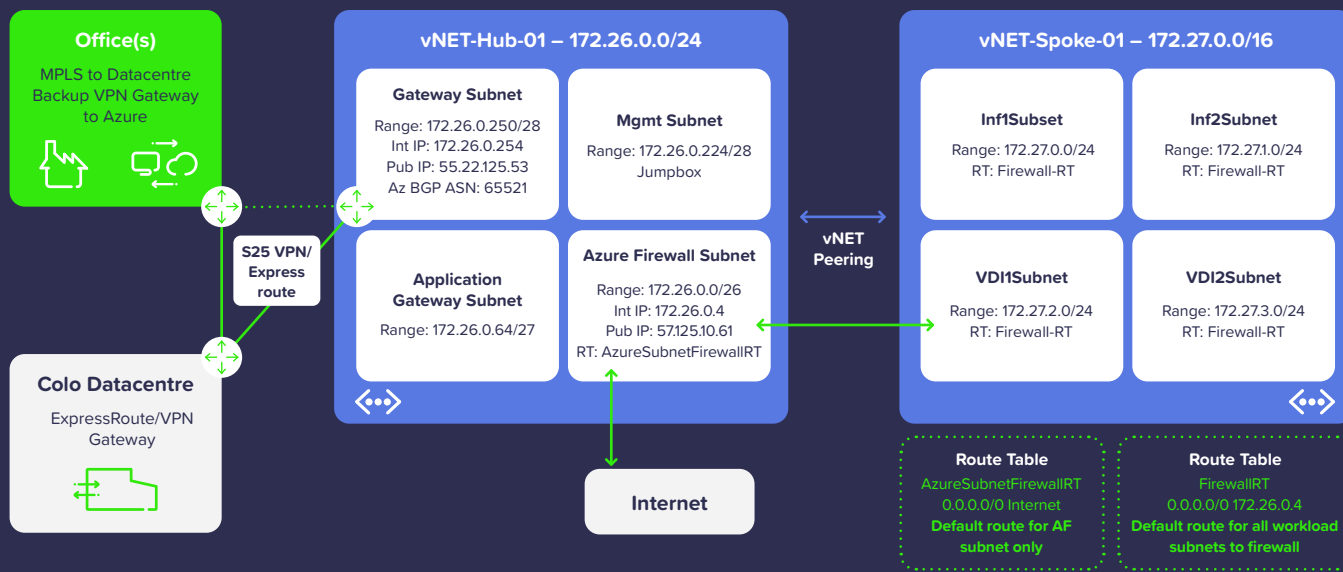 Office(s)
MPLS to Datacentre
Backup VPN Gateway
to Azure
S25 VPN/
Express
route
Colo Datacentre
ExpressRoute/VPN
Gateway
vNET-Hub-01 – 172.26.0.0/24
Gateway Subnet
Range: 172.26.0.250/28
Int IP: 172.26.0.254
Pub IP: 55.22.125.53
Az BGP ASN: 65521
Mgmt Subnet
Range: 172.26.0.224/28
Jumpbox
Application
Gateway Subnet
Range: 172.26.0.64/27
Azure Firewall Subnet
Range: 172.26.0.0/26
Int IP: 172.26.0.4
Pub IP: 57.125.10.61
RT: AzureSubnetFirewallRT
Internet
vNET
Peering
vNET-Spoke-01 – 172.27.0.0/16
Inf1Subset
Range: 172.27.0.0/24
RT: Firewall-RT
Inf2Subnet
Range: 172.27.1.0/24
RT: Firewall-RT
VDI1Subnet
Range: 172.27.2.0/24
RT: Firewall-RT
VDI2Subnet
Range: 172.27.3.0/24
RT: Firewall-RT
Route Table
AzureSubnetFirewallRT
0.0.0.0/0 Internet
Default route for AF
subnet only
Route Table
FirewallRT
0.0.0.0/0 172.26.0.4
Default route for all workload
subnets to firewall